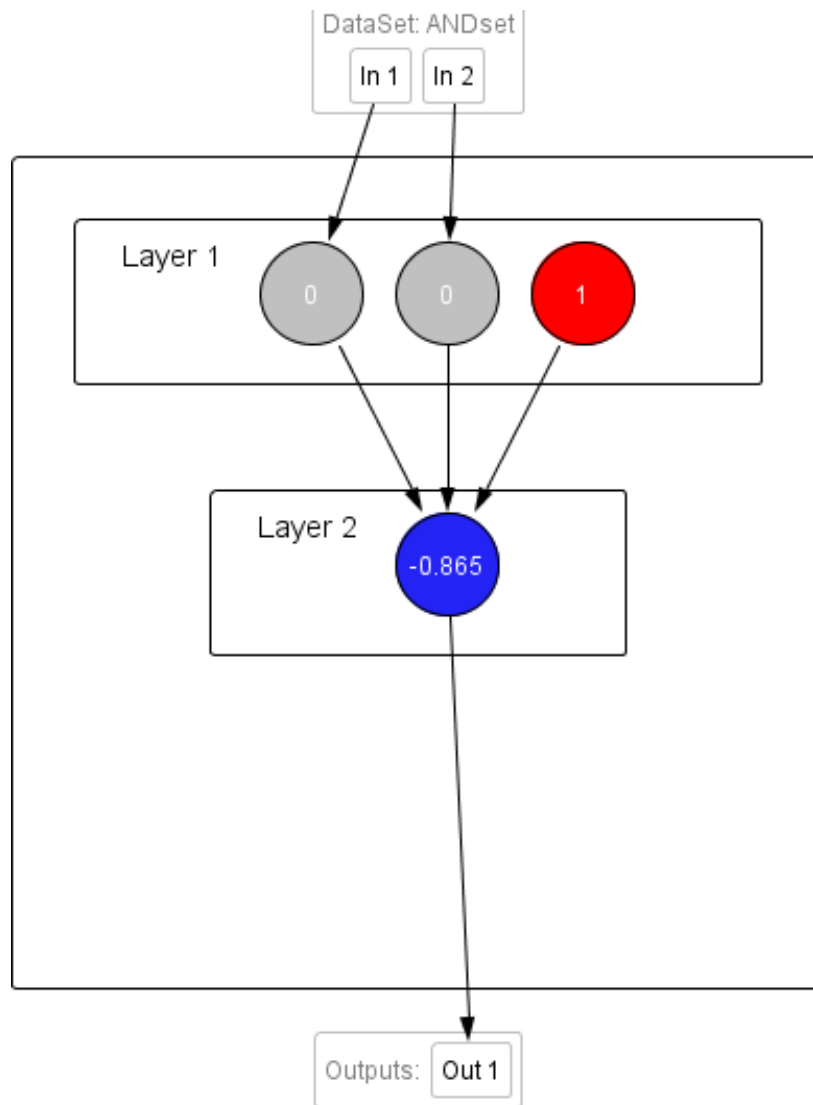 DataSet: ANDset
In 1 In 2
Layer 1
0 0 1
Layer 2
-0.865
Outputs: Out 1